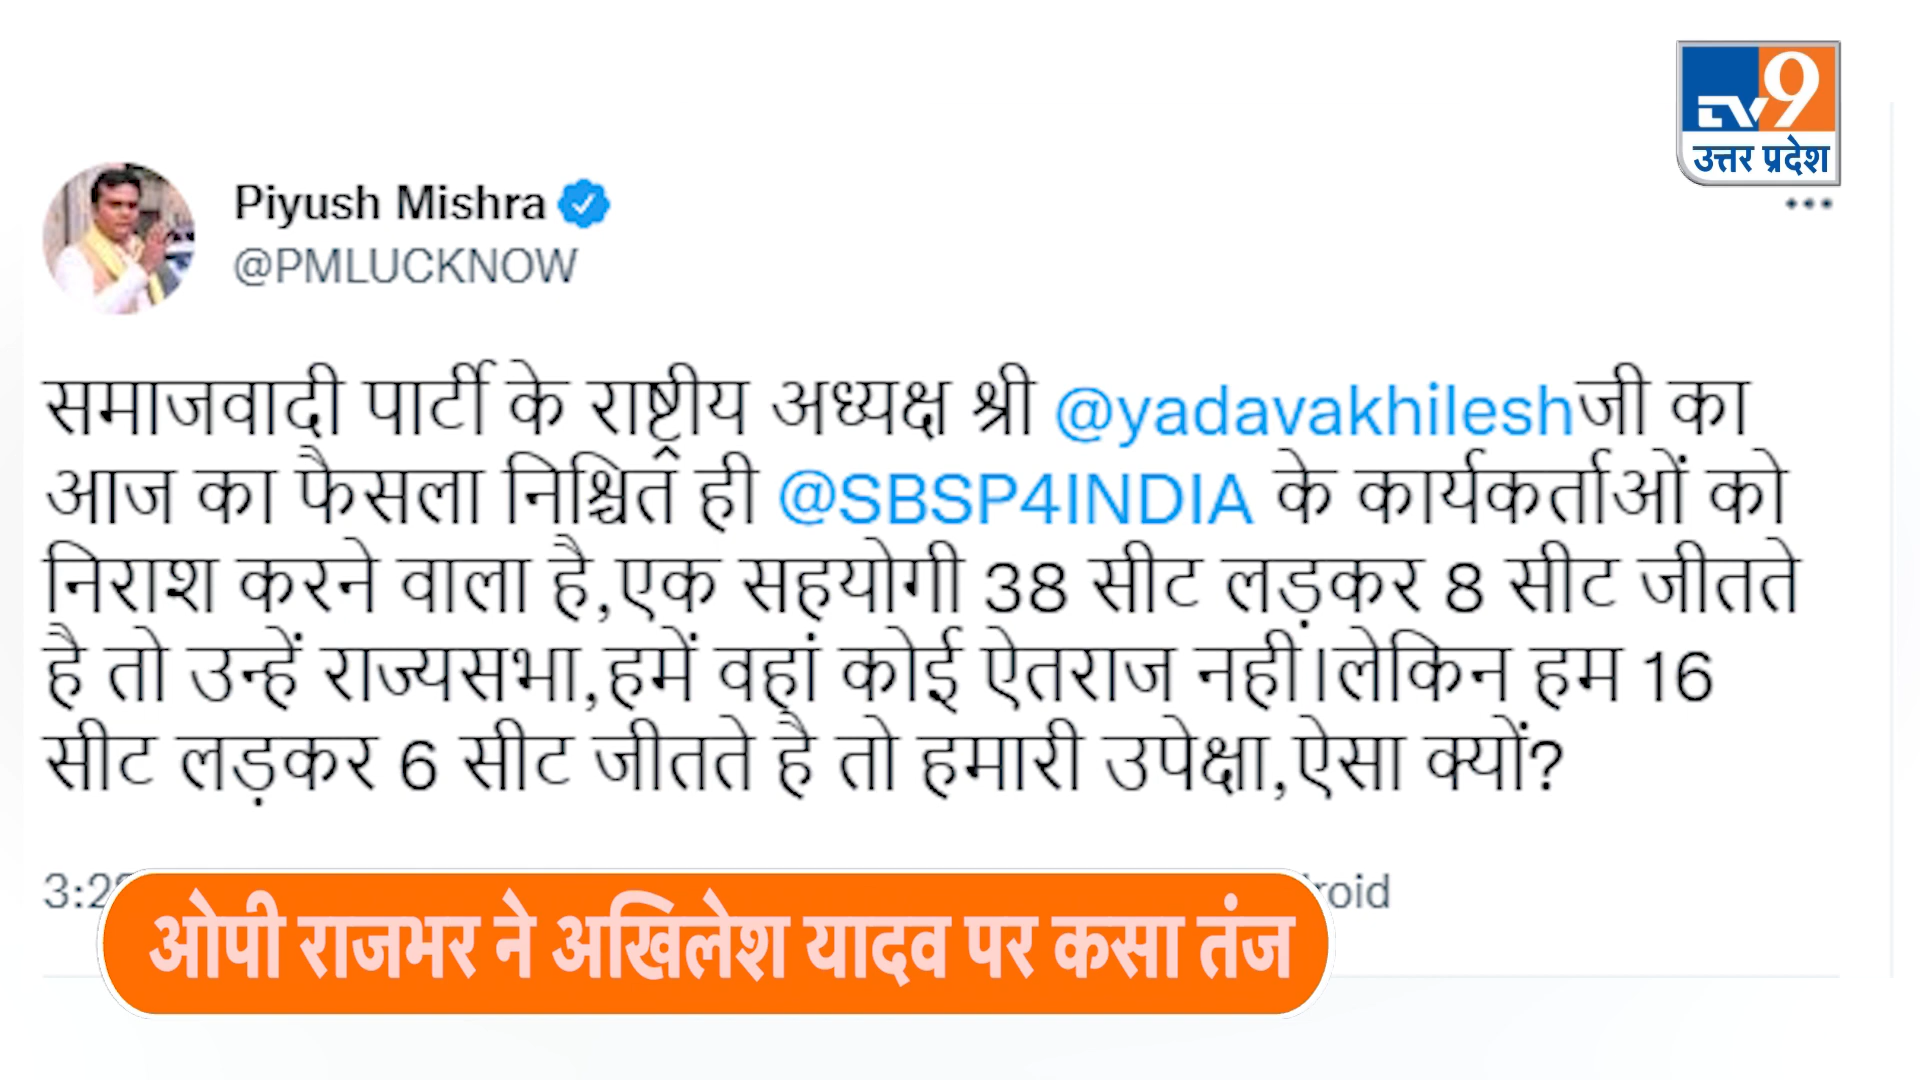 TV9
उत्तर प्रदेश
Piyush Mishra
@PMLUCKNOW
समाजवादी पार्टी के राष्ट्रीय अध्यक्ष श्री @yadavakhileshजी का
आज का फैसला निश्चित ही @SBSP4INDIA के कार्यकर्ताओं को
निराश करने वाला है,एक सहयोगी 38 सीट लड़कर 8 सीट जीतते
है तो उन्हें राज्यसभा,हमें वहां कोई ऐतराज नही।लेकिन हम 16
सीट लड़कर 6 सीट जीतते है तो हमारी उपेक्षा,ऐसा क्यों?
ओपी राजभर ने अखिलेश यादव पर कसा तंज